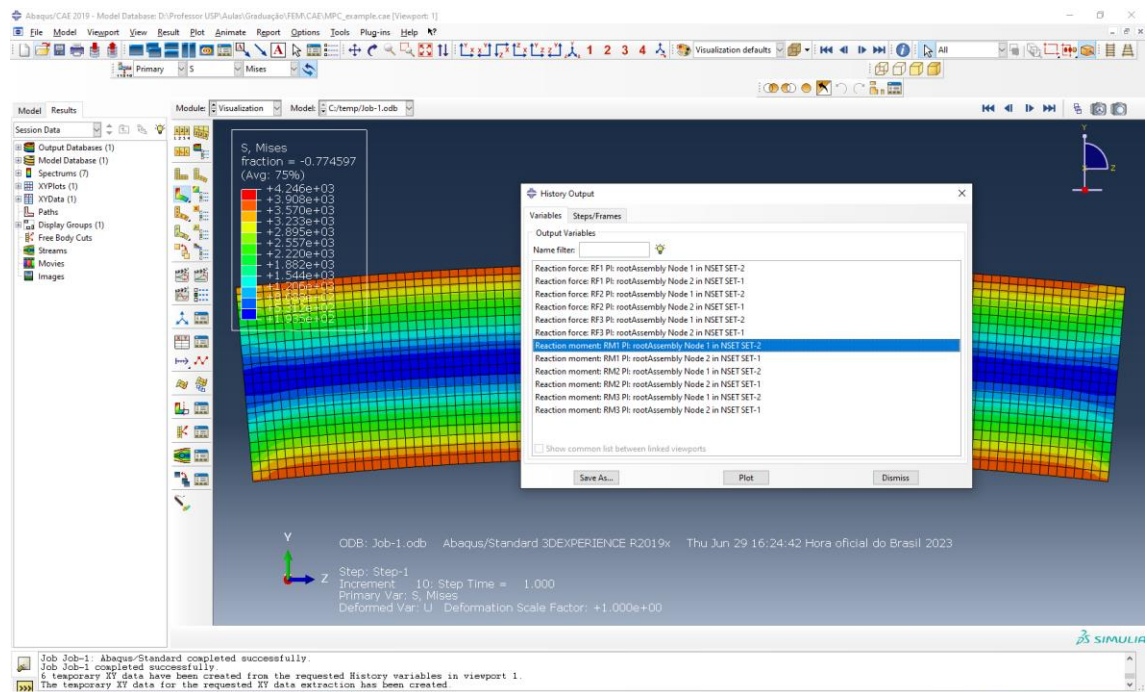 Abaqus/CAE 2019 - Model Database: D:\Professor USP\Aulas\Graduação\FEM\CAE\MPC_example.cae [Viewport: 1]
File Model Viewport View Result Plot Animate Report Options Tools Plug-ins Help
1 2 3 4 Visualization defaults All
Primary S Mises
Model Results
Module: Visualization Model: C:/temp/Job-1.odb
Session Data
Output Databases (1)
Model Database (1)
Spectrums (7)
XYPlots (1)
XYData (1)
Paths
Display Groups (1)
Free Body Cuts
Streams
Movies
Images
S, Mises
fraction = -0.774597
(Avg: 75%)
+4.246e+03
+3.908e+03
+3.570e+03
+3.233e+03
+2.895e+03
+2.557e+03
+2.220e+03
+1.882e+03
+1.544e+03
+1.206e+03
Y
Z
History Output
Variables Steps/Frames
Output Variables
Name filter:
Reaction force: RF1 PI: rootAssembly Node 1 in NSET SET-2
Reaction force: RF1 PI: rootAssembly Node 2 in NSET SET-1
Reaction force: RF2 PI: rootAssembly Node 1 in NSET SET-2
Reaction force: RF2 PI: rootAssembly Node 2 in NSET SET-1
Reaction force: RF3 PI: rootAssembly Node 1 in NSET SET-2
Reaction force: RF3 PI: rootAssembly Node 2 in NSET SET-1
Reaction moment: RM1 PI: rootAssembly Node 1 in NSET SET-2
Reaction moment: RM1 PI: rootAssembly Node 2 in NSET SET-1
Reaction moment: RM2 PI: rootAssembly Node 1 in NSET SET-2
Reaction moment: RM2 PI: rootAssembly Node 2 in NSET SET-1
Reaction moment: RM3 PI: rootAssembly Node 1 in NSET SET-2
Reaction moment: RM3 PI: rootAssembly Node 2 in NSET SET-1
Show common list between linked viewports
Save As... Plot Dismiss
Y
Z
ODB: Job-1.odb Abaqus/Standard 3DEXPERIENCE R2019x Thu Jun 29 16:24:42 Hora oficial do Brasil 2023
Step: Step-1
Increment 10: Step Time = 1.000
Primary Var: S, Mises
Deformed Var: U Deformation Scale Factor: +1.000e+00
SIMULIA
Job Job-1: Abaqus/Standard completed successfully.
Job Job-1 completed successfully.
6 temporary XY data have been created from the requested History variables in viewport 1.
The temporary XY data for the requested XY data extraction has been created.